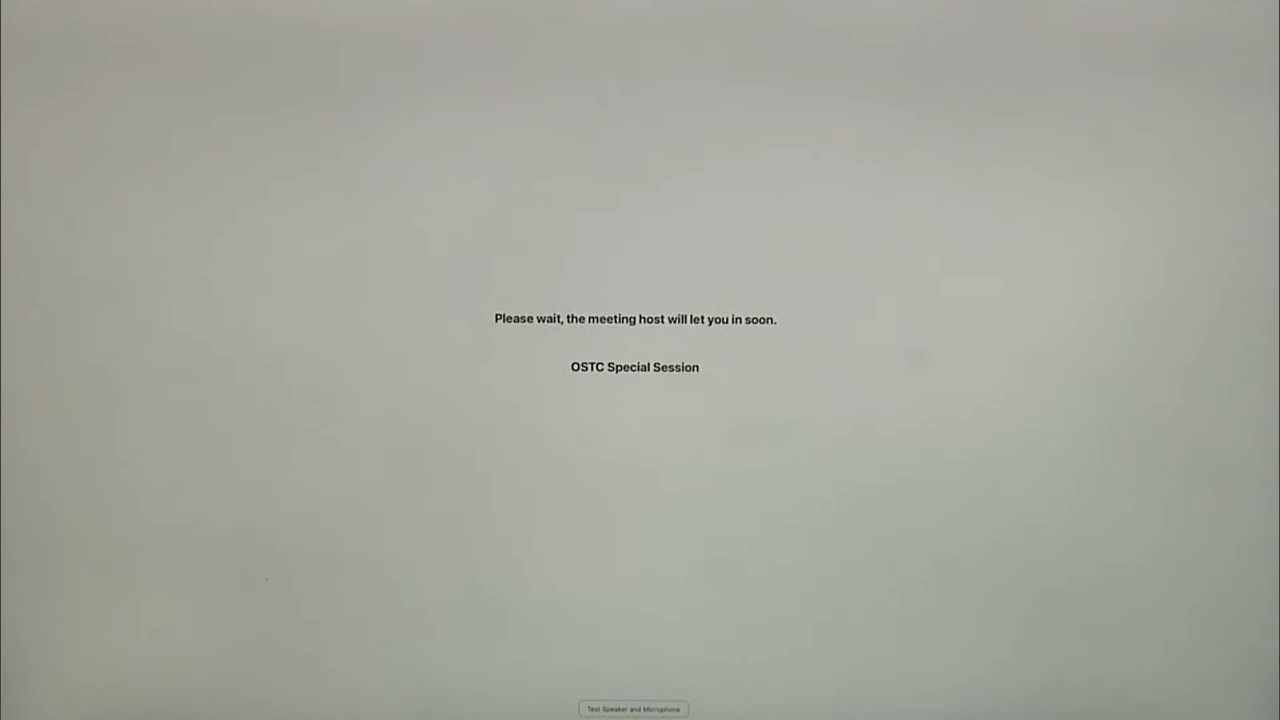 Please wait, the meeting host will let you in soon.
OSTC Special Session
Test Speaker and Microphone